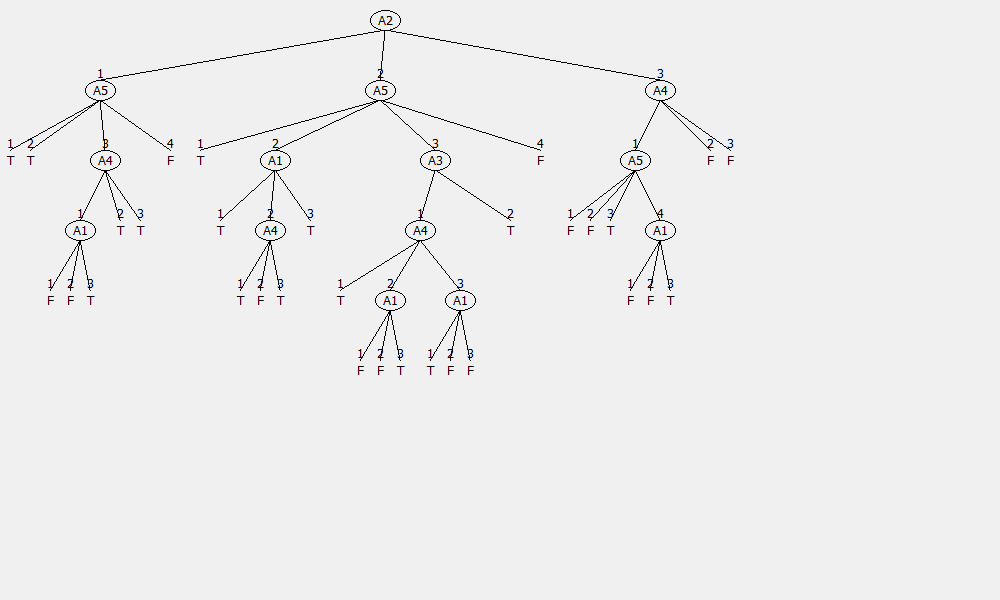 A2
1 2 3
A5 A5 A4
1 2 3 4 1 2 3 4 1 2 3
T T A4 F T A1 A3 F A5 F F
1 2 3 1 2 3 1 2 1 2 3 4
A1 T T T A4 T A4 T F F T A1
1 2 3 1 2 3 1 2 3 1 2 3
F F T T F T T A1 A1 F F T
1 2 3 1 2 3
F F T T F F